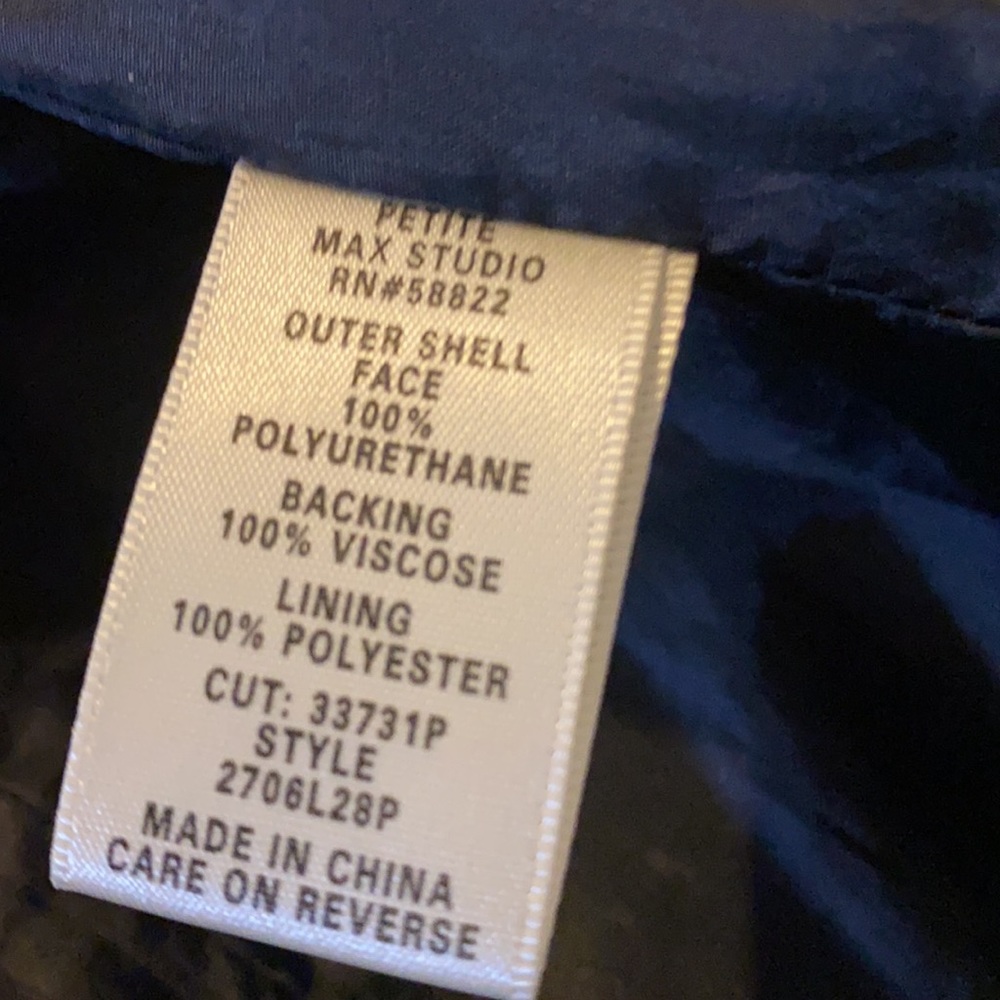 PETITE
MAX STUDIO
RN#58822
OUTER SHELL
FACE
100%
POLYURETHANE
BACKING
100% VISCOSE
LINING
100% POLYESTER
CUT: 33731P
STYLE
2706L28P
MADE IN CHINA
CARE ON REVERSE